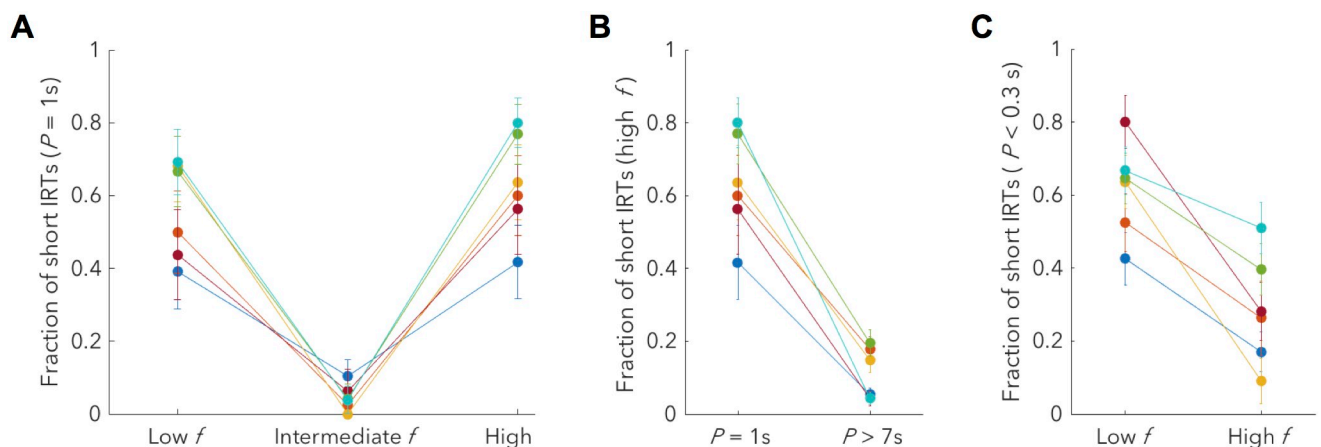 A
Fraction of short IRTs (P = 1s)
1
0.8
0.6
0.4
0.2
0
Low f
Intermediate f
High
B
Fraction of short IRTs (high f)
1
0.8
0.6
0.4
0.2
0
P = 1s
P > 7s
C
Fraction of short IRTs ( P < 0.3 s)
1
0.8
0.6
0.4
0.2
0
Low f
High f